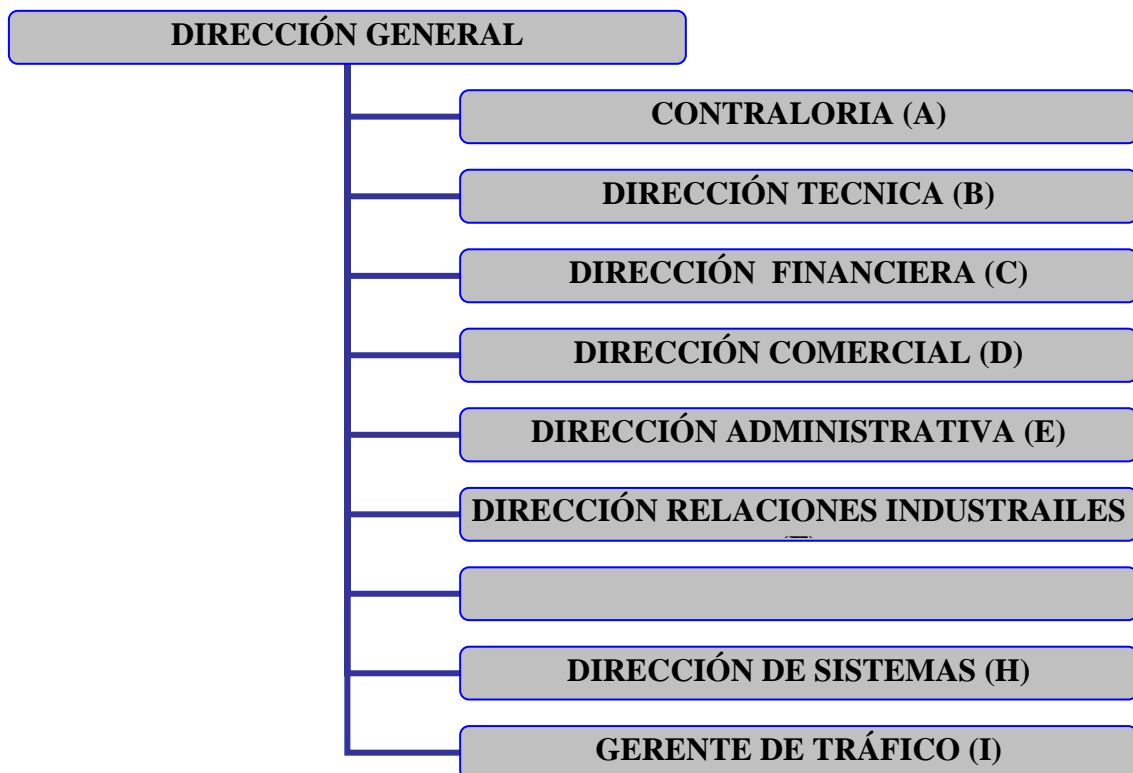 DIRECCIÓN GENERAL
CONTRALORIA (A)
DIRECCIÓN TECNICA (B)
DIRECCIÓN FINANCIERA (C)
DIRECCIÓN COMERCIAL (D)
DIRECCIÓN ADMINISTRATIVA (E)
DIRECCIÓN RELACIONES INDUSTRAILES
DIRECCIÓN DE SISTEMAS (H)
GERENTE DE TRÁFICO (I)